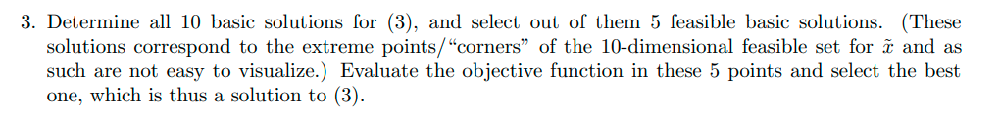 3. Determine all 10 basic solutions for (3), and select out of them 5 feasible basic solutions. (These
solutions correspond to the extreme points/“corners” of the 10-dimensional feasible set for x̃ and as
such are not easy to visualize.) Evaluate the objective function in these 5 points and select the best
one, which is thus a solution to (3).